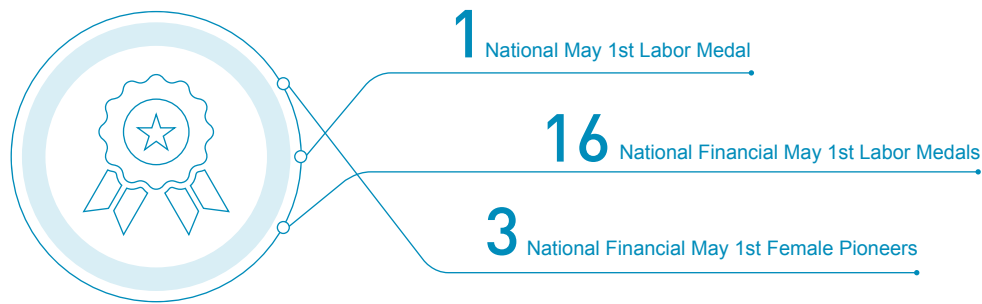 1 National May 1st Labor Medal
16 National Financial May 1st Labor Medals
3 National Financial May 1st Female Pioneers